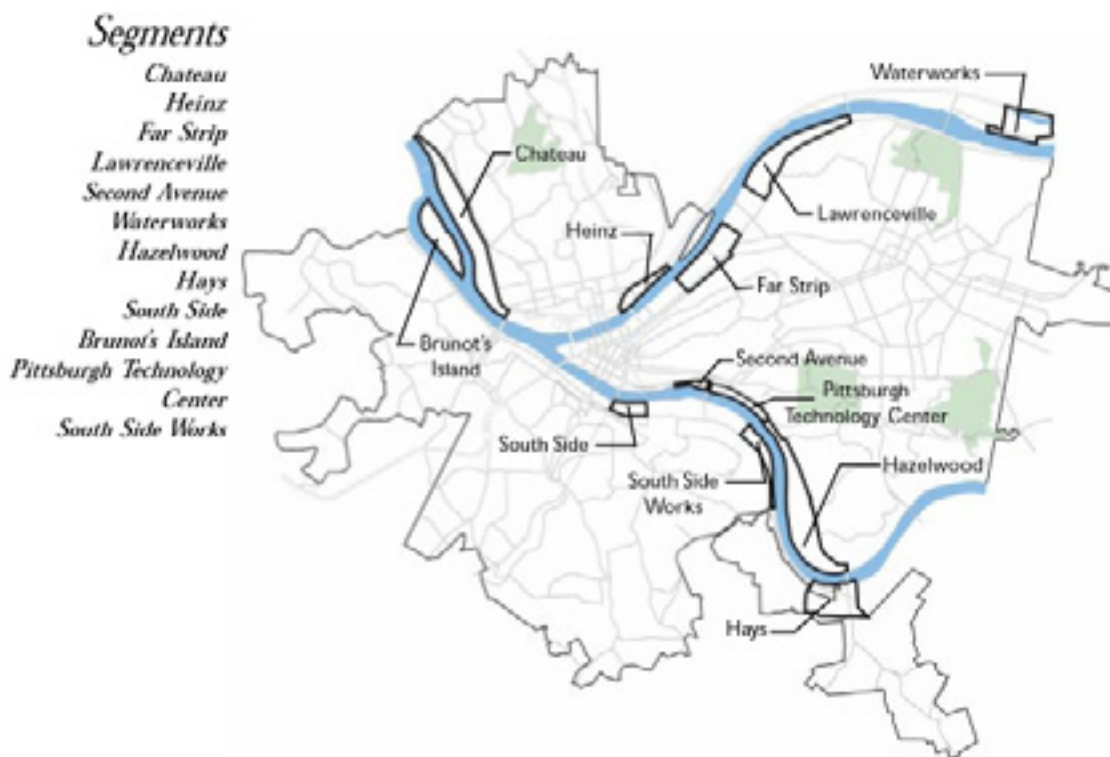 Segments
Chateau
Heinz
Far Strip
Lawrenceville
Second Avenue
Waterworks
Hazelwood
Hays
South Side
Brunot's Island
Pittsburgh Technology
Center
South Side Works
Waterworks
Chateau
Lawrenceville
Heinz
Far Strip
Brunot's
Island
Second Avenue
Pittsburgh
Technology Center
South Side
Hazelwood
South Side
Works
Hays